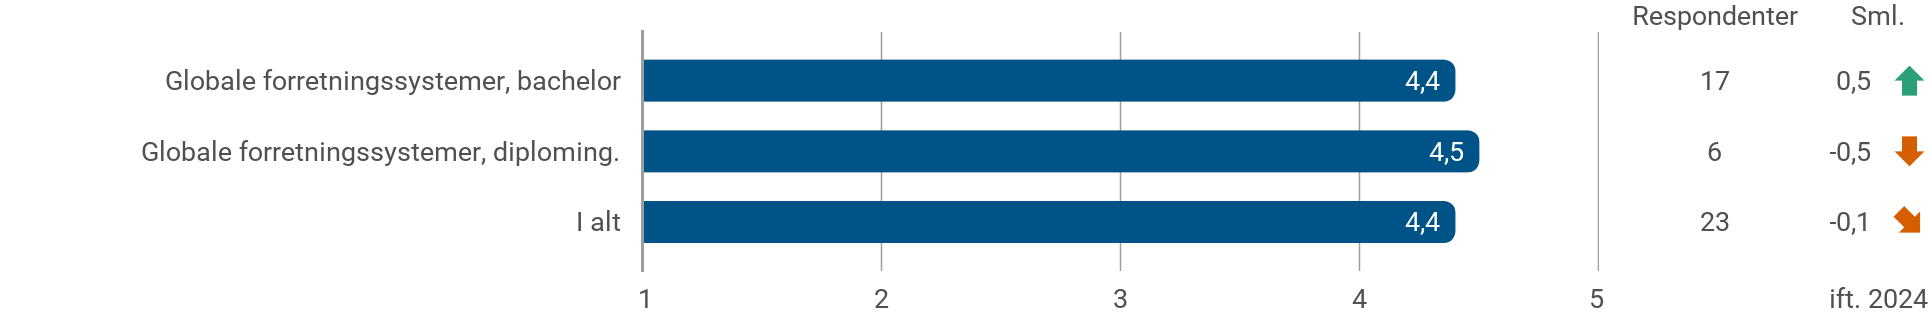 Respondenter Sml.
Globale forretningssystemer, bachelor 4,4 17 0,5
Globale forretningssystemer, diploming. 4,5 6 -0,5
I alt 4,4 23 -0,1
1 2 3 4 5 ift. 2024